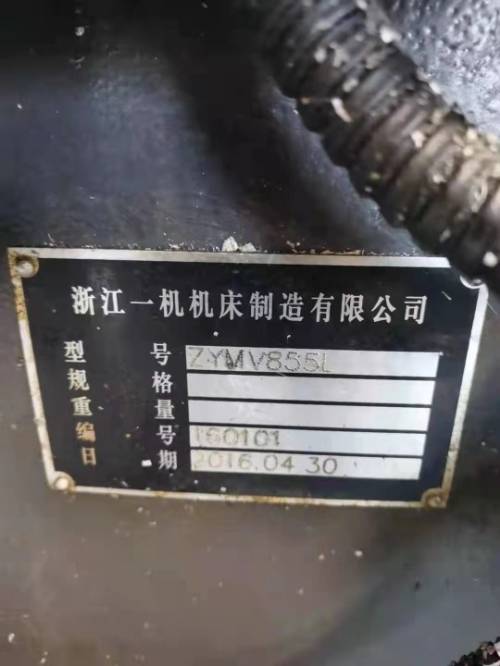 浙江一机机床制造有限公司
型号 ZYMV855L
规格
重量
编号 160101
日期 2016.04 30